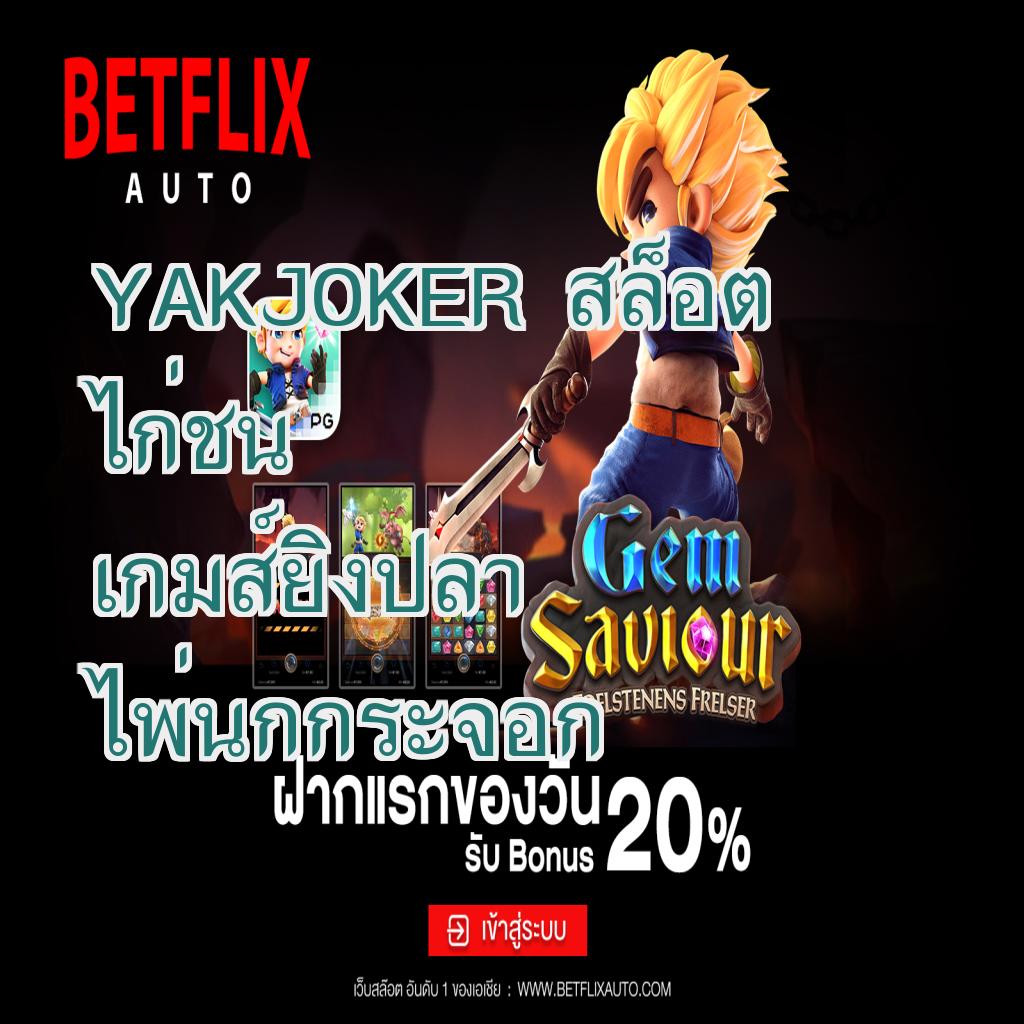 BETFLIX
AUTO
YAKJOKER สล็อต
ไก่ชน
PG
เกมส์ยิงปลา
Gem
Saviour
ไพ่นกกระจอก
FRELSER
ฝากแรกของวัน
20%
รับ Bonus
เข้าสู่ระบบ
เว็บสล๊อต อันดับ 1 ของเอเชีย : WWW.BETFLIXAUTO.COM